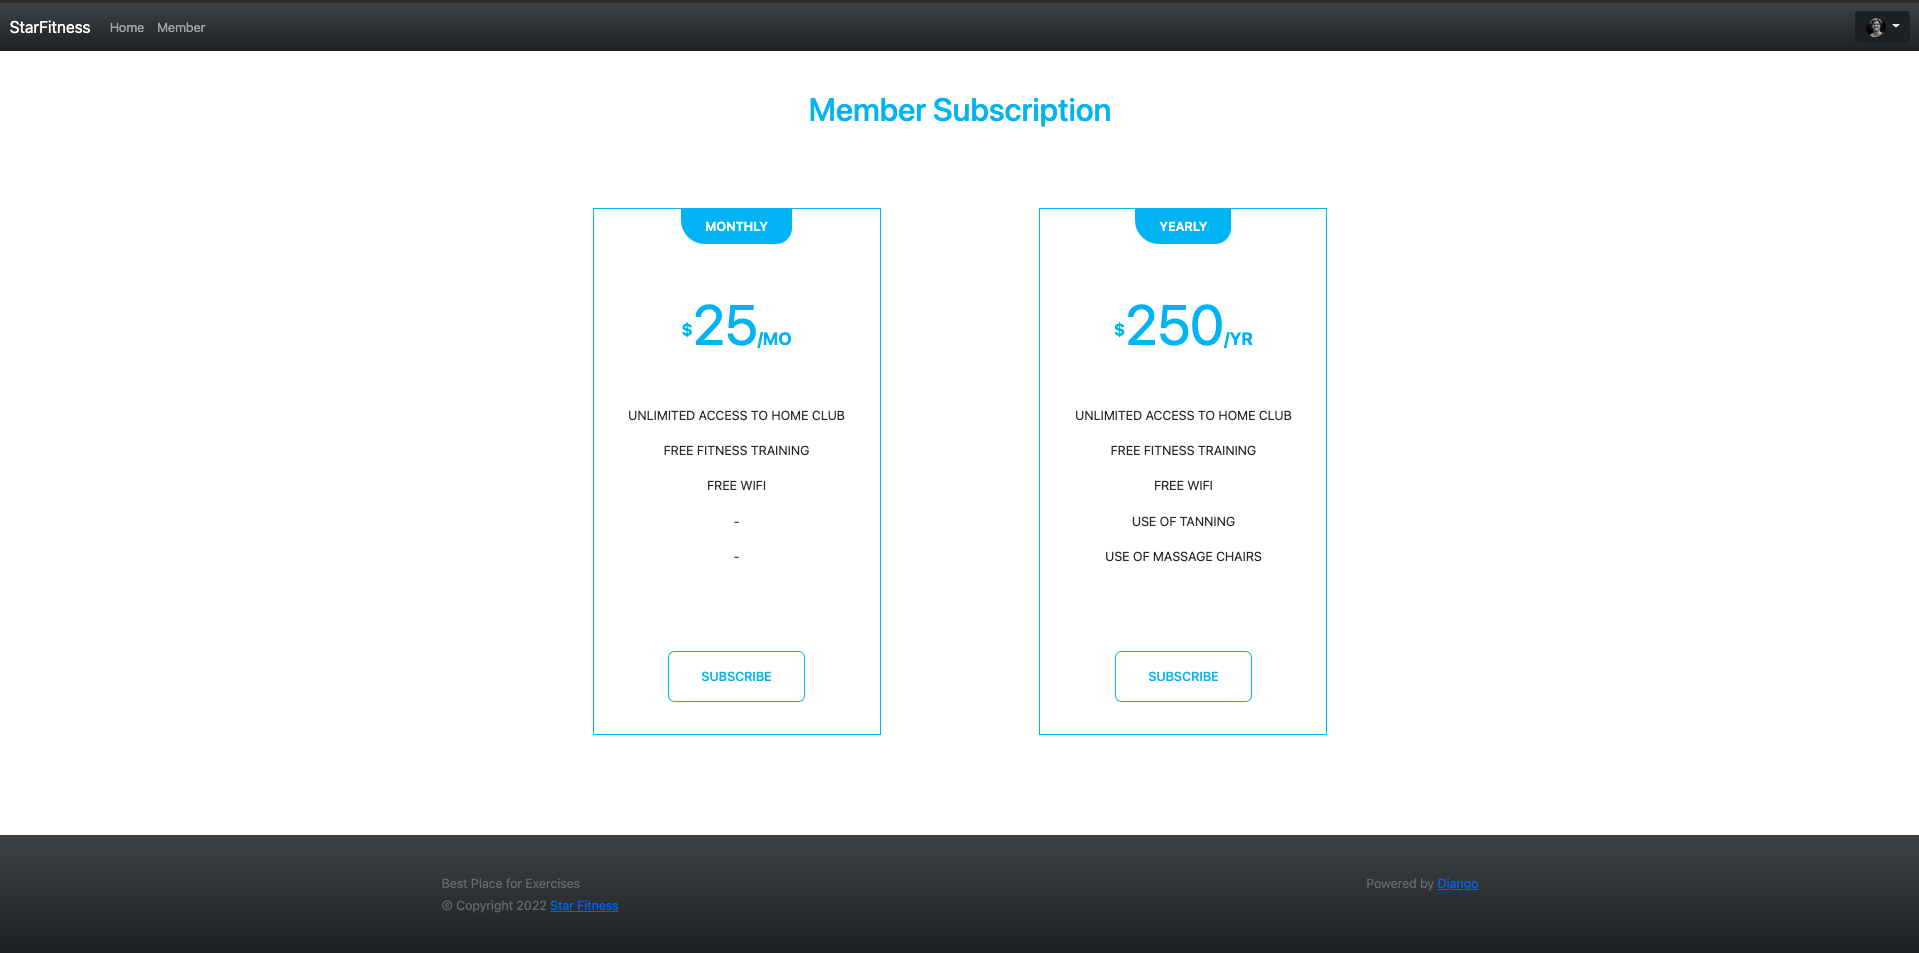 StarFitness Home Member
Member Subscription
MONTHLY
$25/MO
UNLIMITED ACCESS TO HOME CLUB
FREE FITNESS TRAINING
FREE WIFI
-
-
SUBSCRIBE
YEARLY
$250/YR
UNLIMITED ACCESS TO HOME CLUB
FREE FITNESS TRAINING
FREE WIFI
USE OF TANNING
USE OF MASSAGE CHAIRS
SUBSCRIBE
Best Place for Exercises
© Copyright 2022 Star Fitness
Powered by Django